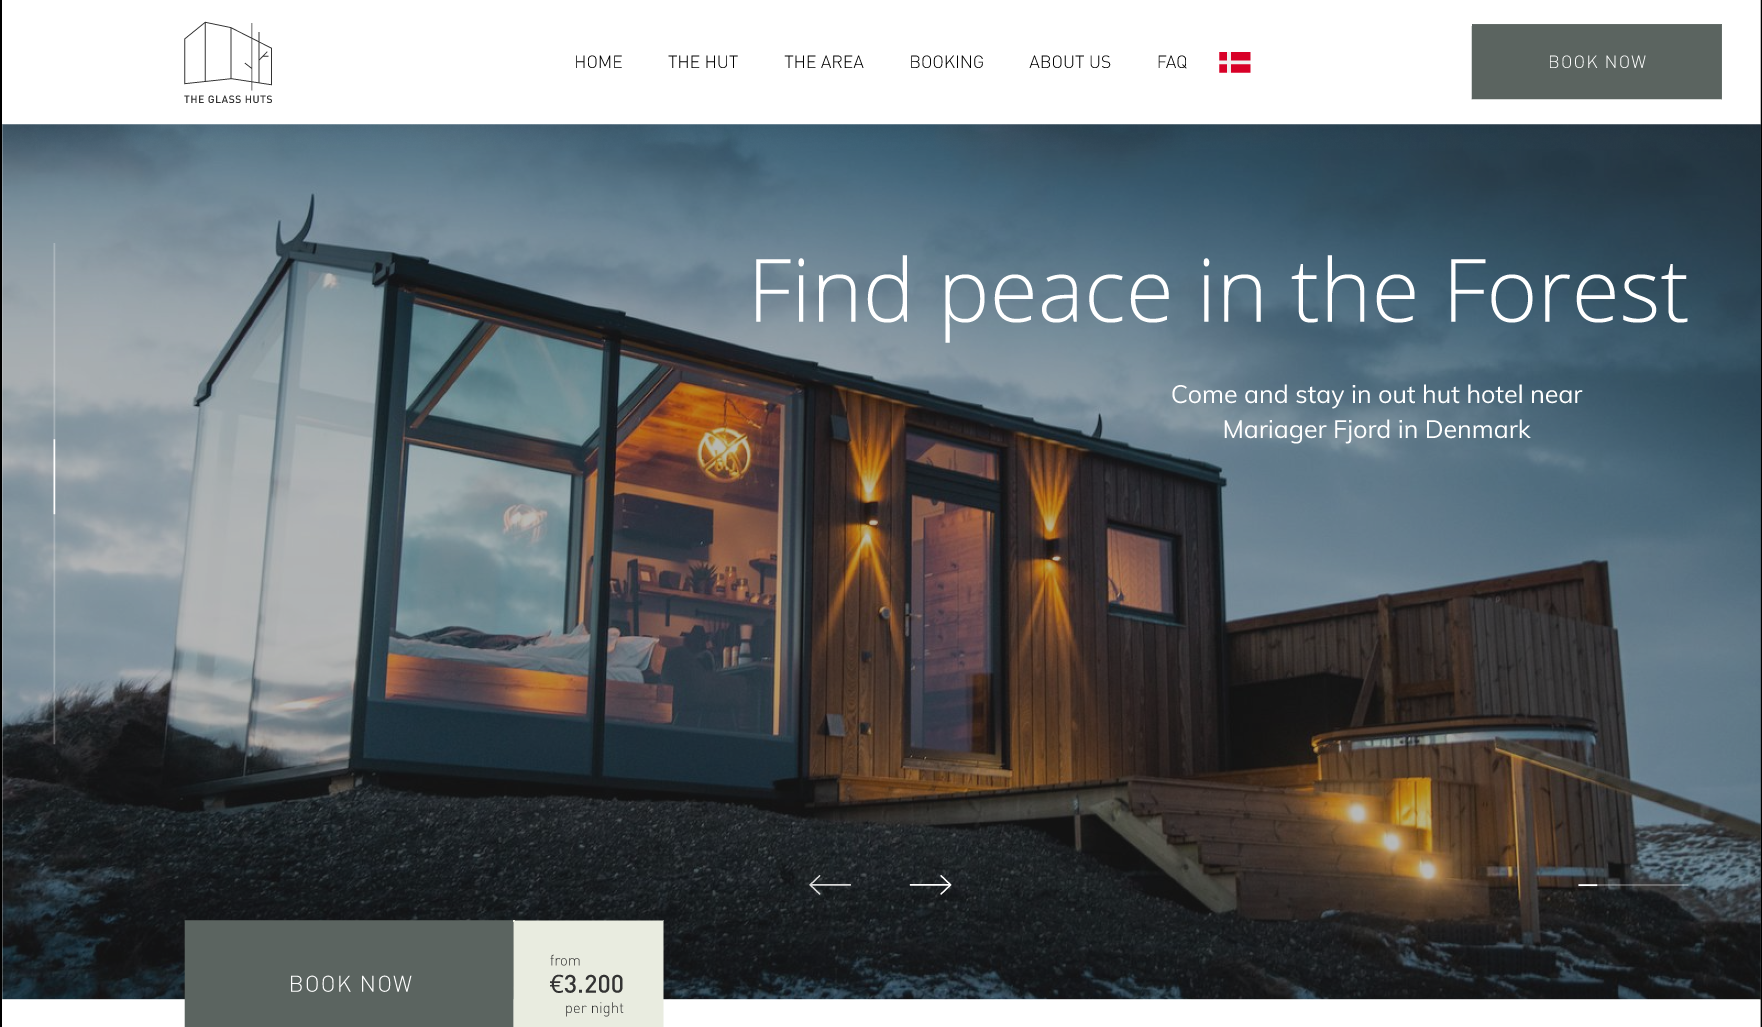 THE GLASS HUTS
HOME THE HUT THE AREA BOOKING ABOUT US FAQ
BOOK NOW
Find peace in the Forest
Come and stay in out hut hotel near
Mariager Fjord in Denmark
BOOK NOW
from
€3.200
per night